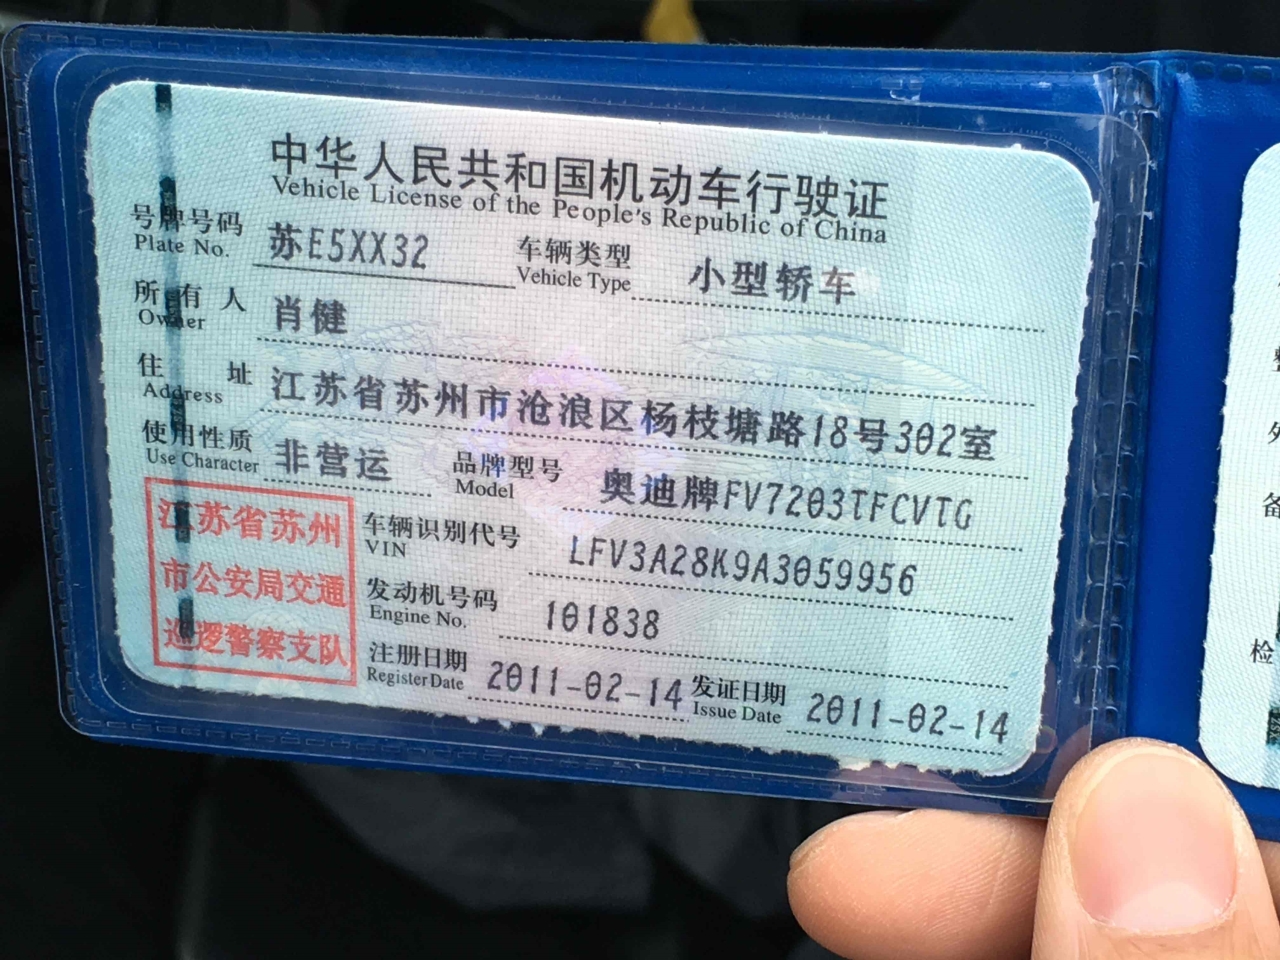 中华人民共和国机动车行驶证
Vehicle License of the People's Republic of China
号牌号码 苏E5XX32 车辆类型 小型轿车
Plate No. Vehicle Type
所有人 肖健
Owner
住址 江苏省苏州市沧浪区杨枝塘路18号302室
Address
使用性质 非营运 品牌型号 奥迪牌FV7203TFCVTG
Use Character Model
江苏省苏州
市公安局交通
巡逻警察支队
车辆识别代号 LFV3A28K9A3059956
VIN
发动机号码 101838
Engine No.
注册日期 2011-02-14 发证日期 2011-02-14
Register Date Issue Date
备
检